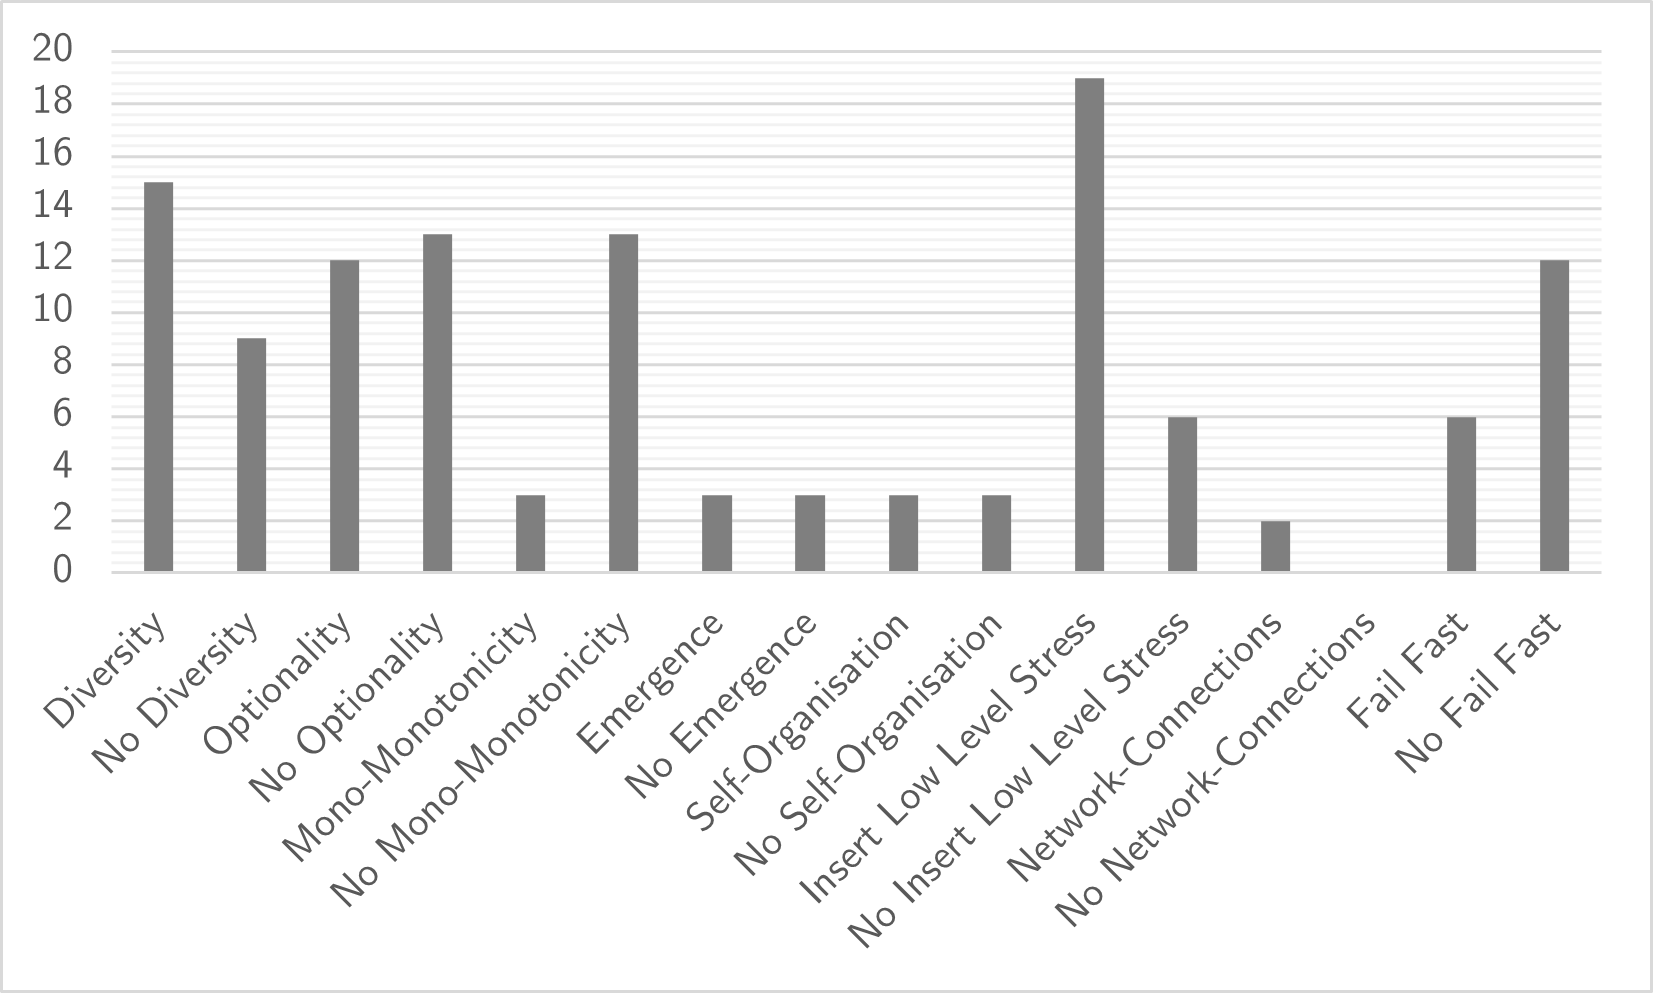 20
18
16
14
12
10
8
6
4
2
0
Diversity
No Diversity
Optionality
No Optionality
Mono-Monotonicity
No Mono-Monotonicity
Emergence
No Emergence
Self-Organisation
No Self-Organisation
Insert Low Level Stress
No Insert Low Level Stress
Network-Connections
No Network-Connections
Fail Fast
No Fail Fast